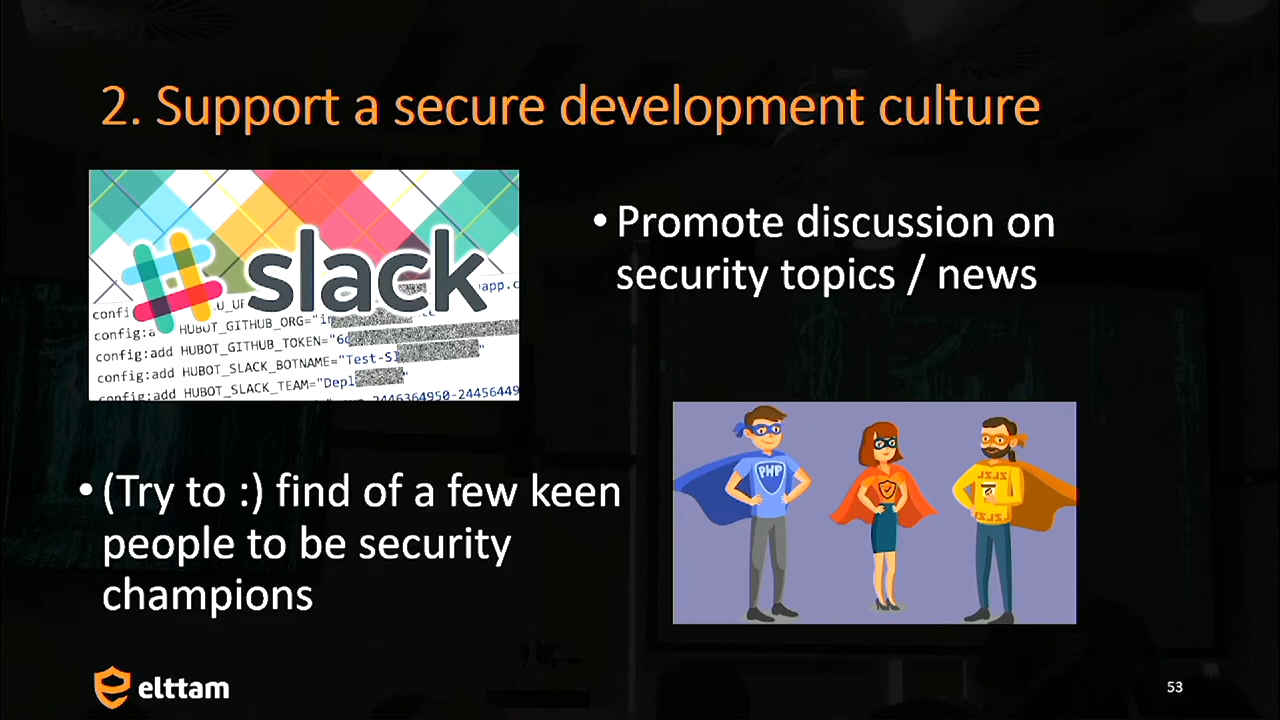 2. Support a secure development culture
slack
config:a HUBOT_GITHUB_ORG="i
config:add HUBOT_GITHUB_TOKEN="6
config:add HUBOT_SLACK_BOTNAME="Test-S
config:add HUBOT_SLACK_TEAM="Depl "
• Promote discussion on
security topics / news
• (Try to :) find of a few keen
people to be security
champions
PHP
elttam
53